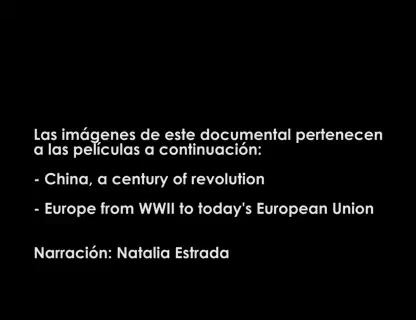 Las imágenes de este documental pertenecen
a las películas a continuación:
- China, a century of revolution
- Europe from WWII to today's European Union
Narración: Natalia Estrada